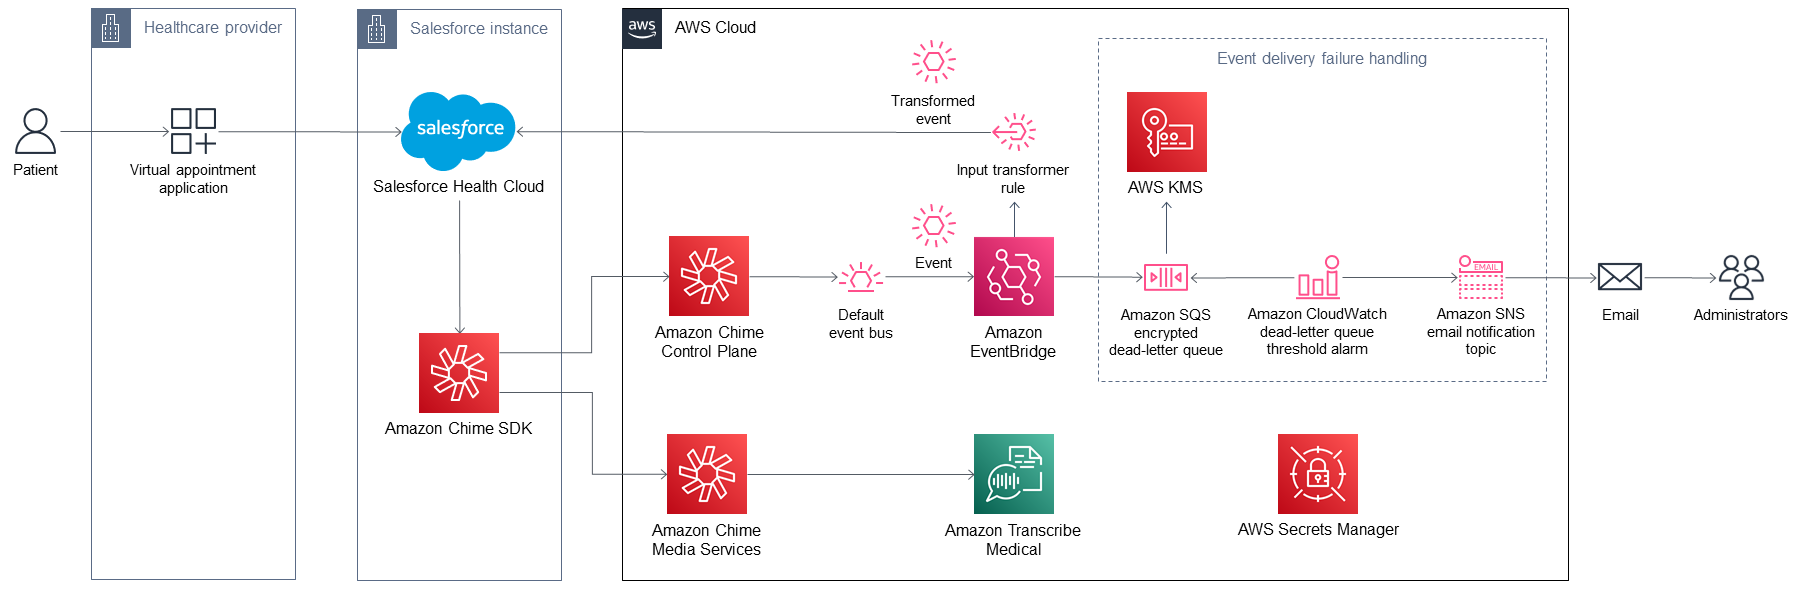 Healthcare provider
Salesforce instance
aws
AWS Cloud
Event delivery failure handling
Transformed
event
salesforce
Patient
Virtual appointment
application
Salesforce Health Cloud
Input transformer
rule
AWS KMS
Event
EMAIL
Amazon Chime
Control Plane
Default
event bus
Amazon
EventBridge
Amazon SQS
encrypted
dead-letter queue
Amazon CloudWatch
dead-letter queue
threshold alarm
Amazon SNS
email notification
topic
Email
Administrators
Amazon Chime SDK
Amazon Chime
Media Services
Amazon Transcribe
Medical
AWS Secrets Manager